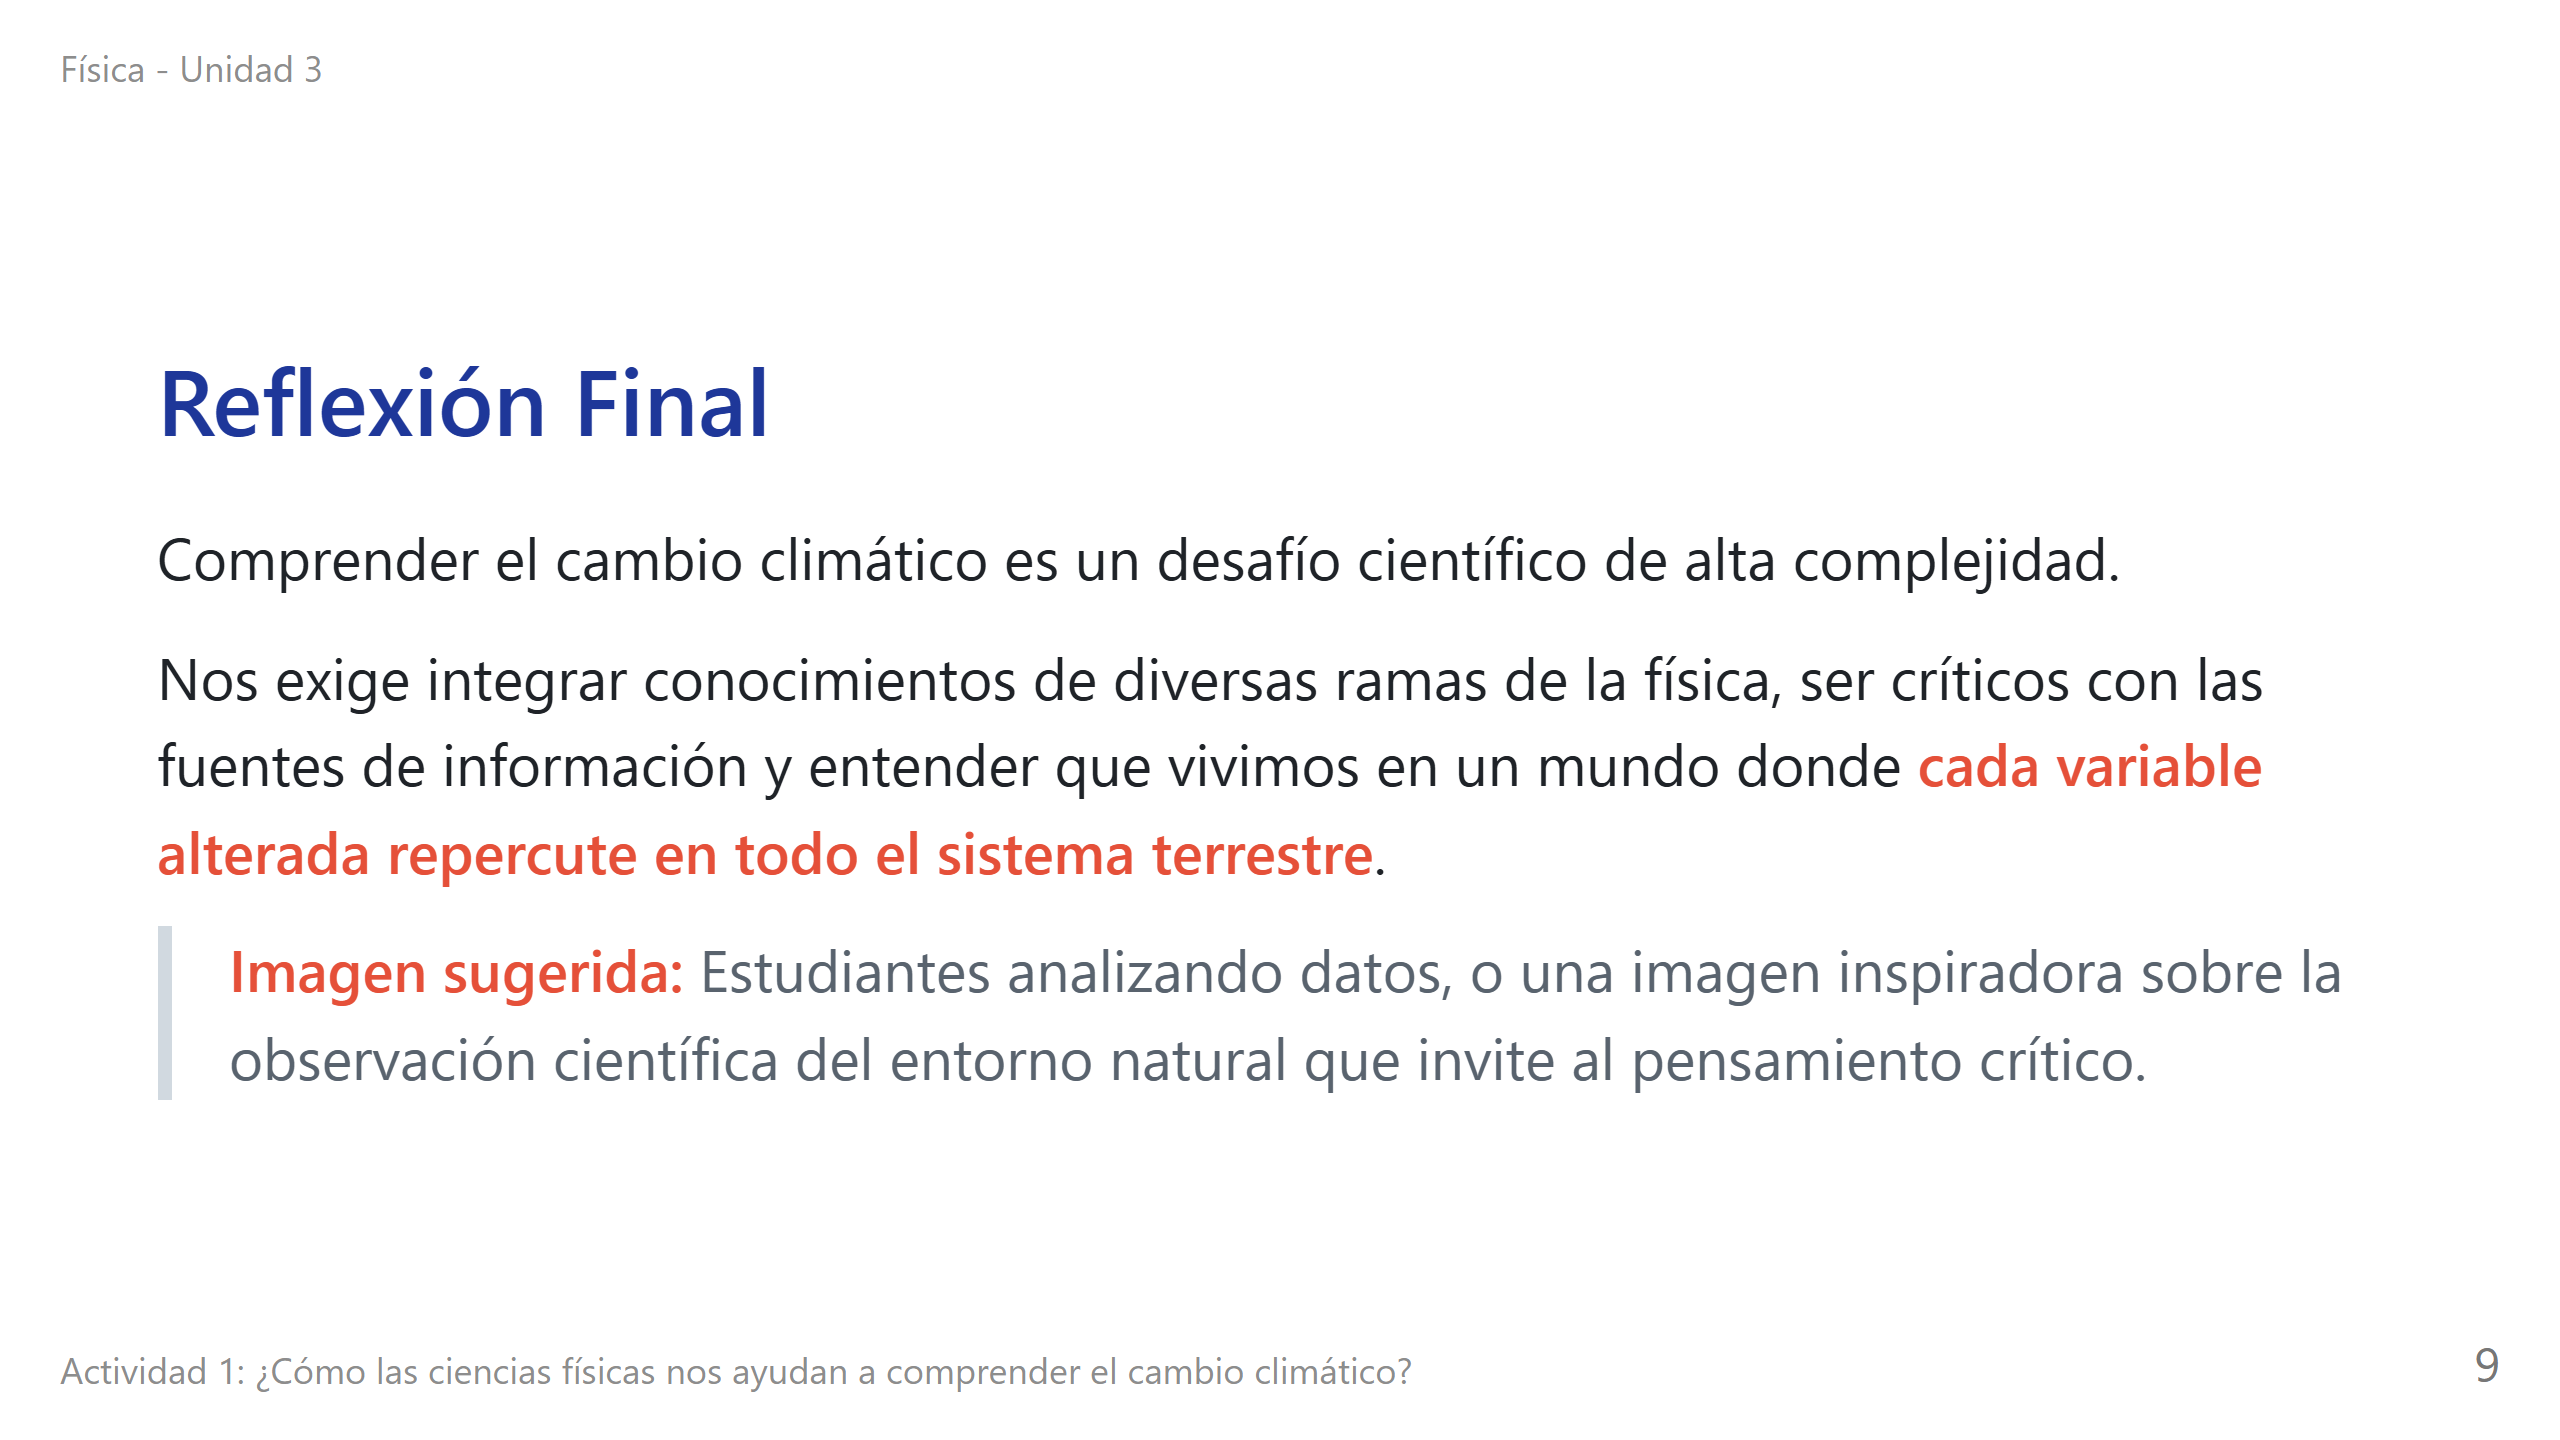 Física - Unidad 3
Reflexión Final
Comprender el cambio climático es un desafío científico de alta complejidad.
Nos exige integrar conocimientos de diversas ramas de la física, ser críticos con las
fuentes de información y entender que vivimos en un mundo donde cada variable
alterada repercute en todo el sistema terrestre.
Imagen sugerida: Estudiantes analizando datos, o una imagen inspiradora sobre la
observación científica del entorno natural que invite al pensamiento crítico.
Actividad 1: ¿Cómo las ciencias físicas nos ayudan a comprender el cambio climático?
9